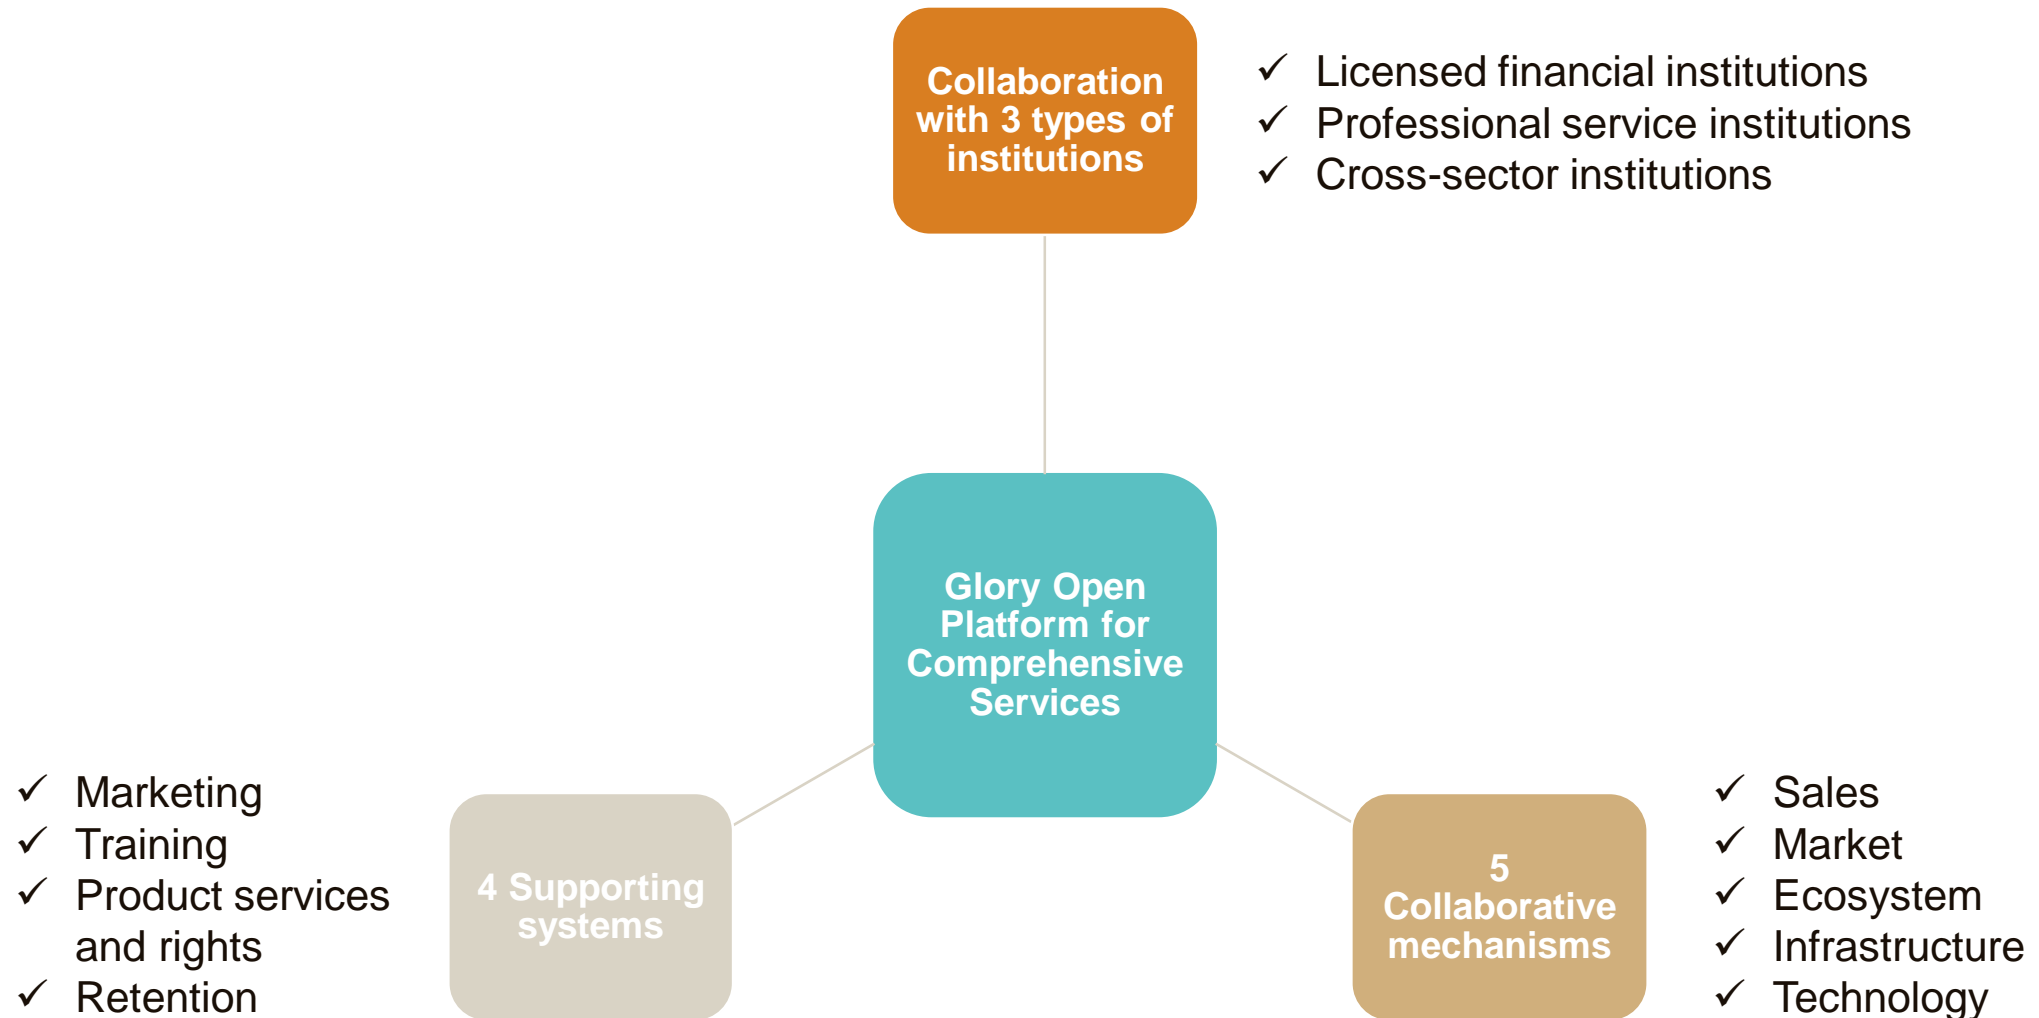 Collaboration
with 3 types of
institutions
✓ Licensed financial institutions
✓ Professional service institutions
✓ Cross-sector institutions
Glory Open
Platform for
Comprehensive
Services
✓ Marketing
✓ Training
✓ Product services
and rights
✓ Retention
4 Supporting
systems
5
Collaborative
mechanisms
✓ Sales
✓ Market
✓ Ecosystem
✓ Infrastructure
✓ Technology